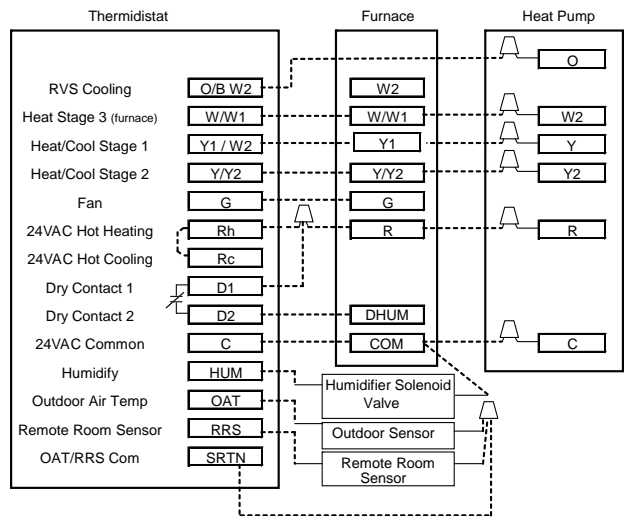 Thermidistat Furnace Heat Pump
O
RVS Cooling O/B W2 W2
Heat Stage 3 (furnace) W/W1 W/W1 W2
Heat/Cool Stage 1 Y1 / W2 Y1 Y
Heat/Cool Stage 2 Y/Y2 Y/Y2 Y2
Fan G G
24VAC Hot Heating Rh R R
24VAC Hot Cooling Rc
Dry Contact 1 D1
Dry Contact 2 D2 DHUM
24VAC Common C COM C
Humidify HUM
Humidifier Solenoid
Valve
Outdoor Air Temp OAT
Outdoor Sensor
Remote Room Sensor RRS
Remote Room
Sensor
OAT/RRS Com SRTN